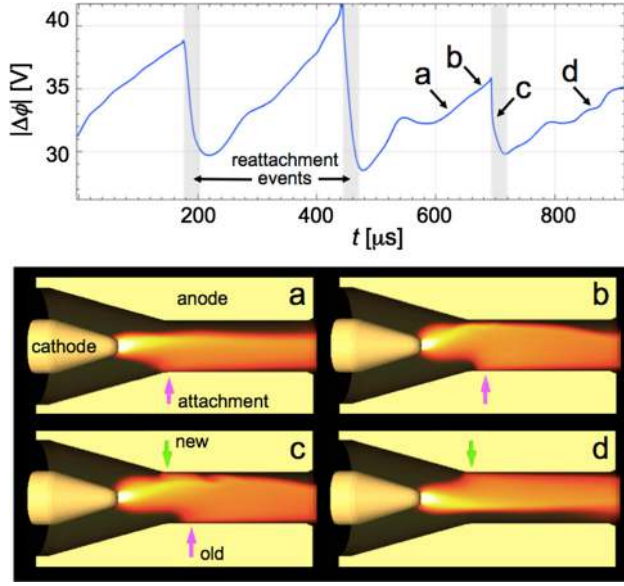 |Δϕ| [V]
40
35
30
a
b
c
d
reattachment
events
200
400
600
800
t [μs]
a
anode
cathode
attachment
b
c
new
old
d